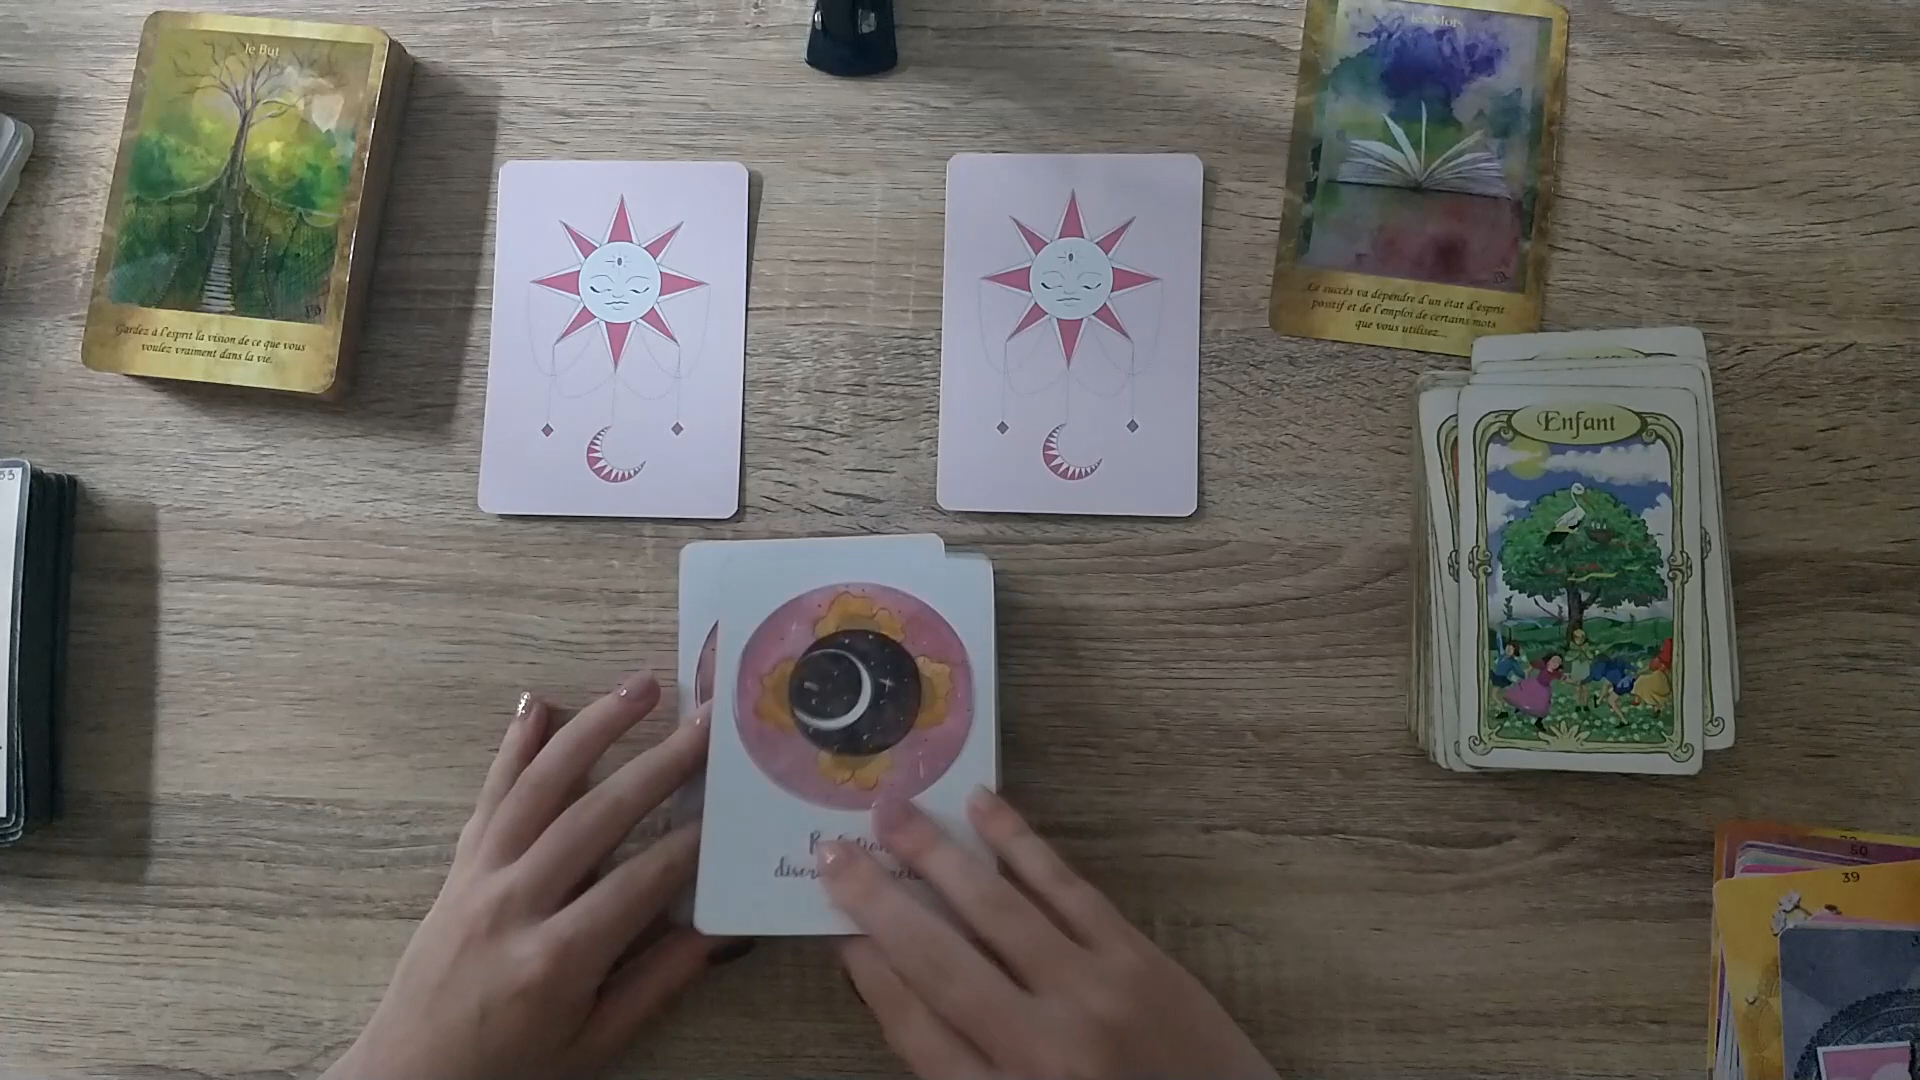 le But
Gardez à l'esprit la vision de ce que vous
voulez vraiment dans la vie.
les Mots
Le succès va dépendre d'un état d'esprit
positif et de l'emploi de certains mots
que vous utilisez...
Enfant
53
50
39